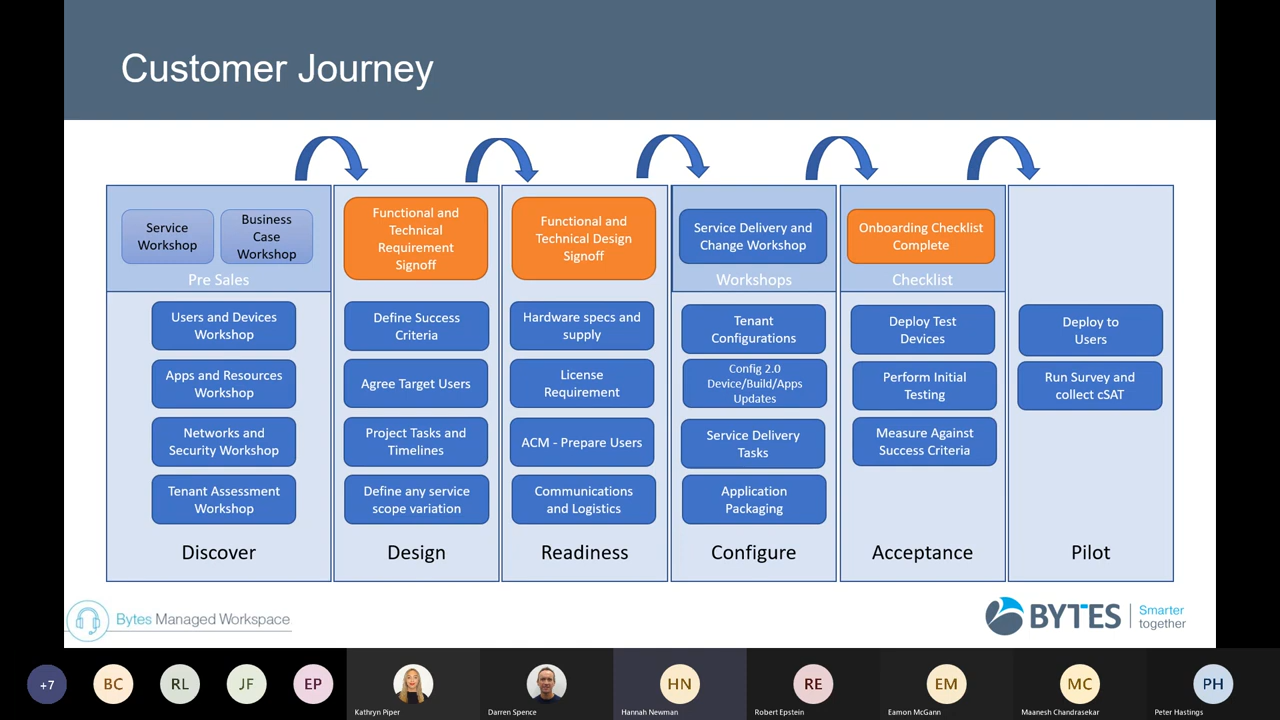 Customer Journey
Service
Workshop
Business
Case
Workshop
Pre Sales
Users and Devices
Workshop
Apps and Resources
Workshop
Networks and
Security Workshop
Tenant Assessment
Workshop
Discover
Functional and
Technical
Requirement
Signoff
Define Success
Criteria
Agree Target Users
Project Tasks and
Timelines
Define any service
scope variation
Design
Functional and
Technical Design
Signoff
Hardware specs and
supply
License
Requirement
ACM - Prepare Users
Communications
and Logistics
Readiness
Service Delivery and
Change Workshop
Workshops
Tenant
Configurations
Config 2.0
Device/Build/Apps
Updates
Service Delivery
Tasks
Application
Packaging
Configure
Onboarding Checklist
Complete
Checklist
Deploy Test
Devices
Perform Initial
Testing
Measure Against
Success Criteria
Acceptance
Deploy to
Users
Run Survey and
collect cSAT
Pilot
Bytes Managed Workspace
BYTES
Smarter
together
+7
BC
RL
JF
EP
Kathryn Piper
Darren Spence
HN
Hannah Newman
RE
Robert Epstein
EM
Eamon McGann
MC
Maanesh Chandrasekar
PH
Peter Hastings